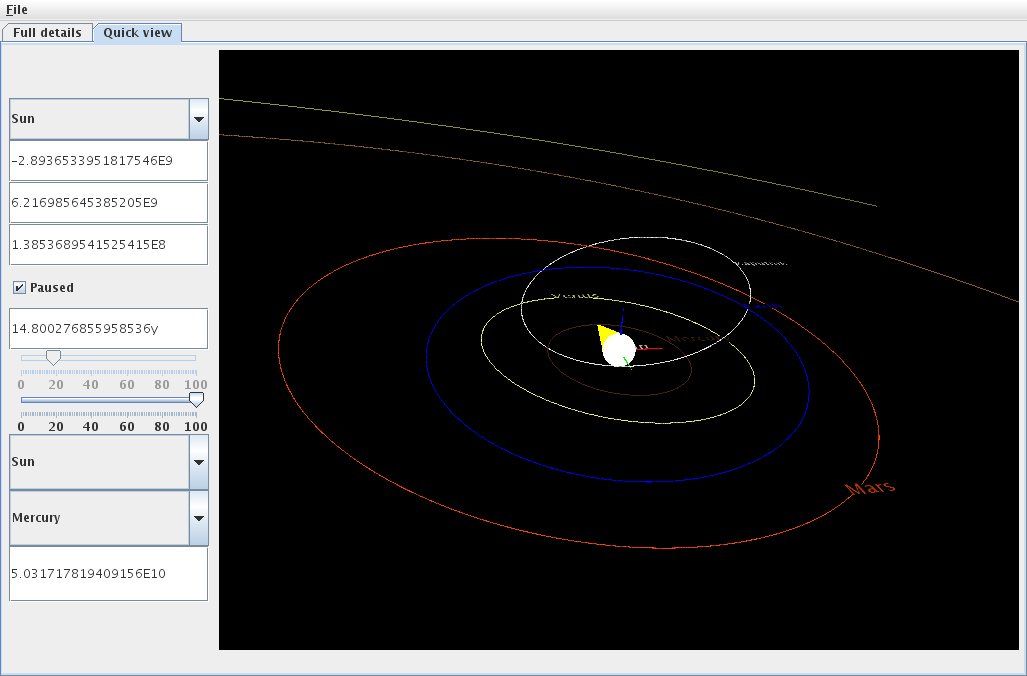 File
Full details
Quick view
Sun
-2.8936533951817546E9
6.216985645385205E9
1.3853689541525415E8
Paused
14.800276855958536y
0 20 40 60 80 100
0 20 40 60 80 100
Sun
Mercury
5.031717819409156E10
Venus
Mercury
Mars